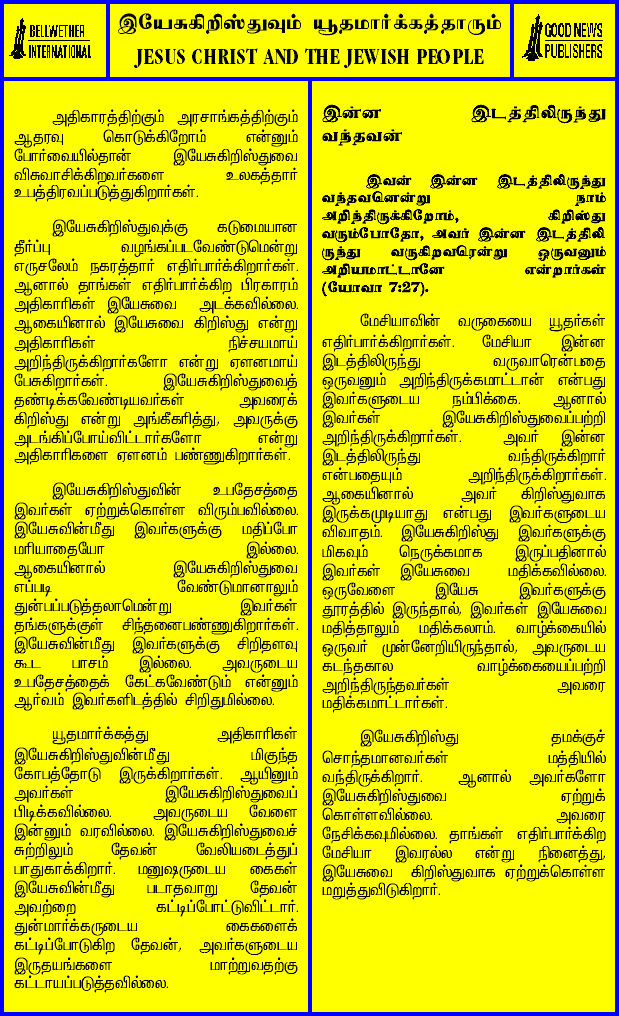 BELLWETHER
INTERNATIONAL
இயேசுகிறிஸ்துவும் யூதமார்க்கத்தாரும்
JESUS CHRIST AND THE JEWISH PEOPLE
GOOD NEWS
PUBLISHERS
அதிகாரத்திற்கும் அரசாங்கத்திற்கும்
ஆதரவு கொடுக்கிறோம் என்னும்
போர்வையில்தான் இயேசுகிறிஸ்துவை
விசுவாசிக்கிறவர்களை உலகத்தார்
உபத்திரவப்படுத்துகிறார்கள்.
இயேசுகிறிஸ்துவுக்கு கடுமையான
தீர்ப்பு வழங்கப்படவேண்டுமென்று
எருசலேம் நகரத்தார் எதிர்பார்க்கிறார்கள்.
ஆனால் தாங்கள் எதிர்பார்க்கிற பிரகாரம்
அதிகாரிகள் இயேசுவை அடக்கவில்லை.
ஆகையினால் இயேசுவை கிறிஸ்து என்று
அதிகாரிகள் நிச்சயமாய்
அறிந்திருக்கிறார்களோ என்று ஏளனமாய்
பேசுகிறார்கள். இயேசுகிறிஸ்துவைத்
தண்டிக்கவேண்டியவர்கள் அவரைக்
கிறிஸ்து என்று அங்கீகரித்து, அவருக்கு
அடங்கிப்போய்விட்டார்களோ என்று
அதிகாரிகளை ஏளனம் பண்ணுகிறார்கள்.
இயேசுகிறிஸ்துவின் உபதேசத்தை
இவர்கள் ஏற்றுக்கொள்ள விரும்பவில்லை.
இயேசுவின்மீது இவர்களுக்கு மதிப்போ
மரியாதையோ இல்லை.
ஆகையினால் இயேசுகிறிஸ்துவை
எப்படி வேண்டுமானாலும்
துன்பப்படுத்தலாமென்று இவர்கள்
தங்களுக்குள் சிந்தனைபண்ணுகிறார்கள்.
இயேசுவின்மீது இவர்களுக்கு சிறிதளவு
கூட பாசம் இல்லை. அவருடைய
உபதேசத்தைக் கேட்கவேண்டும் என்னும்
ஆர்வம் இவர்களிடத்தில் சிறிதுமில்லை.
யூதமார்க்கத்து அதிகாரிகள்
இயேசுகிறிஸ்துவின்மீது மிகுந்த
கோபத்தோடு இருக்கிறார்கள். ஆயினும்
அவர்கள் இயேசுகிறிஸ்துவைப்
பிடிக்கவில்லை. அவருடைய வேளை
இன்னும் வரவில்லை. இயேசுகிறிஸ்துவைச்
சுற்றிலும் தேவன் வேலியடைத்துப்
பாதுகாக்கிறார். மனுஷருடைய கைகள்
இயேசுவின்மீது படாதவாறு தேவன்
அவற்றை கட்டிப்போட்டுவிட்டார்.
துன்மார்க்கருடைய கைகளைக்
கட்டிப்போடுகிற தேவன், அவர்களுடைய
இருதயங்களை மாற்றுவதற்கு
கட்டாயப்படுத்தவில்லை.
இன்ன இடத்திலிருந்து
வந்தவன்
இவன் இன்ன இடத்திலிருந்து
வந்தவனென்று நாம்
அறிந்திருக்கிறோம், கிறிஸ்து
வரும்போதோ, அவர் இன்ன இடத்திலி
ருந்து வருகிறவரென்று ஒருவனும்
அறியமாட்டானே என்றார்கள்
(யோவா 7:27).
மேசியாவின் வருகையை யூதர்கள்
எதிர்பார்க்கிறார்கள். மேசியா இன்ன
இடத்திலிருந்து வருவாரென்பதை
ஒருவனும் அறிந்திருக்கமாட்டான் என்பது
இவர்களுடைய நம்பிக்கை. ஆனால்
இவர்கள் இயேசுகிறிஸ்துவைப்பற்றி
அறிந்திருக்கிறார்கள். அவர் இன்ன
இடத்திலிருந்து வந்திருக்கிறார்
என்பதையும் அறிந்திருக்கிறார்கள்.
ஆகையினால் அவர் கிறிஸ்துவாக
இருக்கமுடியாது என்பது இவர்களுடைய
விவாதம். இயேசுகிறிஸ்து இவர்களுக்கு
மிகவும் நெருக்கமாக இருப்பதினால்
இவர்கள் இயேசுவை மதிக்கவில்லை.
ஒருவேளை இயேசு இவர்களுக்கு
தூரத்தில் இருந்தால், இவர்கள் இயேசுவை
மதித்தாலும் மதிக்கலாம். வாழ்க்கையில்
ஒருவர் முன்னேறியிருந்தால், அவருடைய
கடந்தகால வாழ்க்கையைப்பற்றி
அறிந்திருந்தவர்கள் அவரை
மதிக்கமாட்டார்கள்.
இயேசுகிறிஸ்து தமக்குச்
சொந்தமானவர்கள் மத்தியில்
வந்திருக்கிறார். ஆனால் அவர்களோ
இயேசுகிறிஸ்துவை ஏற்றுக்
கொள்ளவில்லை. அவரை
நேசிக்கவுமில்லை. தாங்கள் எதிர்பார்க்கிற
மேசியா இவரல்ல என்று நினைத்து,
இயேசுவை கிறிஸ்துவாக ஏற்றுக்கொள்ள
மறுத்துவிடுகிறார்.